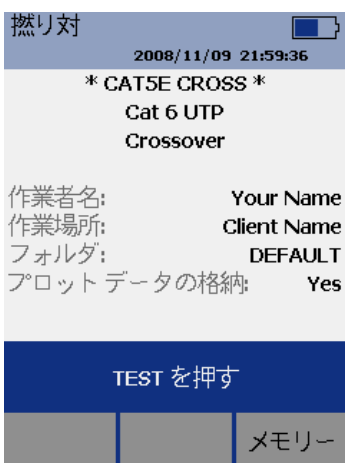 撚り対
2008/11/09 21:59:36
* CAT5E CROSS *
Cat 6 UTP
Crossover
作業者名: Your Name
作業場所: Client Name
フォルダ: DEFAULT
プロット データの格納: Yes
TEST を押す
メモリー